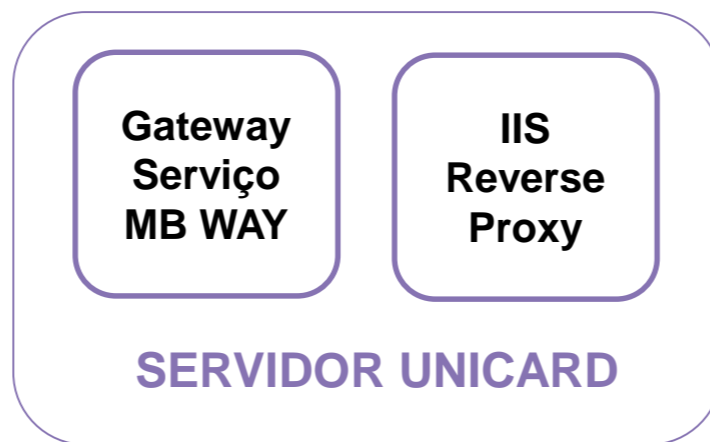 Gateway
Serviço
MB WAY
IIS
Reverse
Proxy
SERVIDOR UNICARD